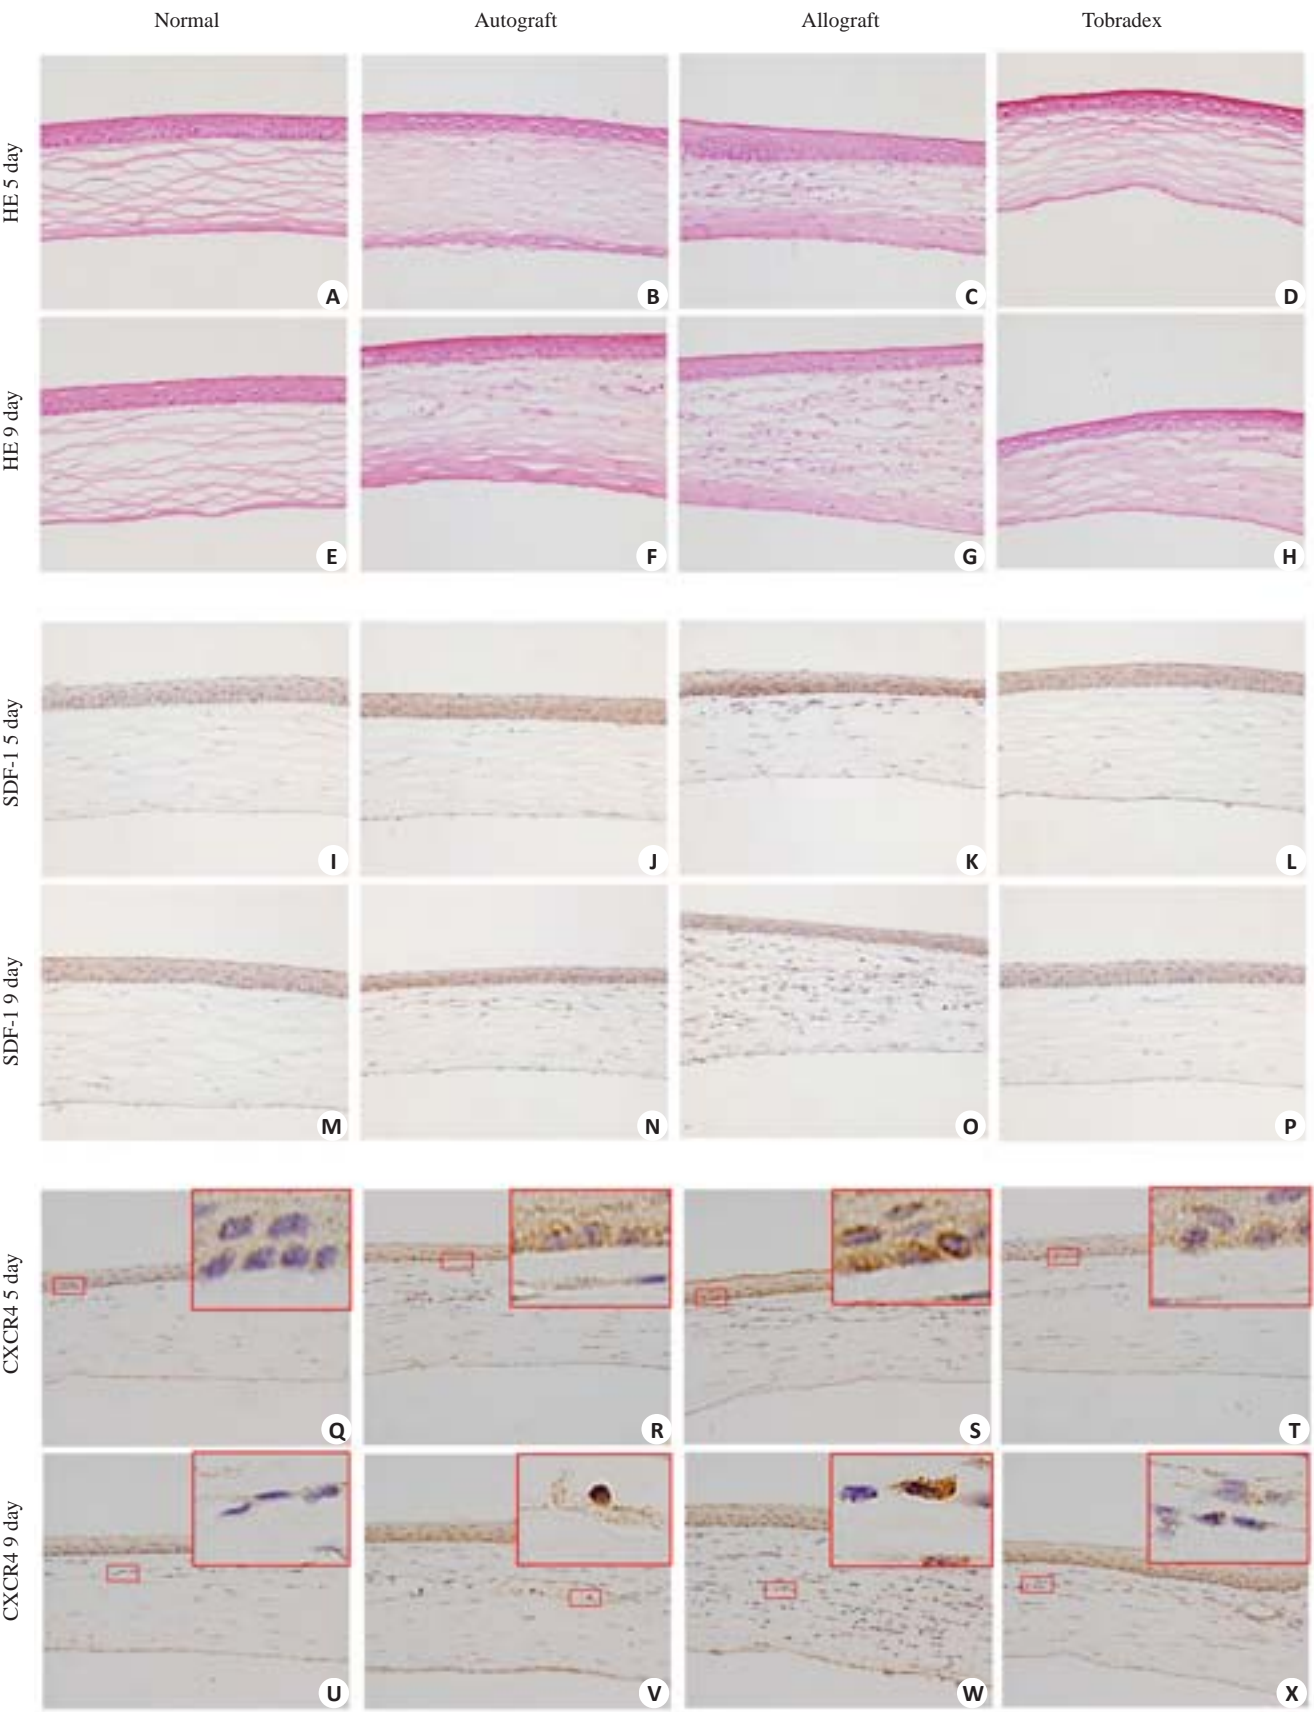 Normal Autograft Allograft Tobradex
HE 5 day
A B C D
HE 9 day
E F G H
SDF-1 5 day
I J K L
SDF-1 9 day
M N O P
CXCR4 5 day
Q R S T
CXCR4 9 day
U V W X